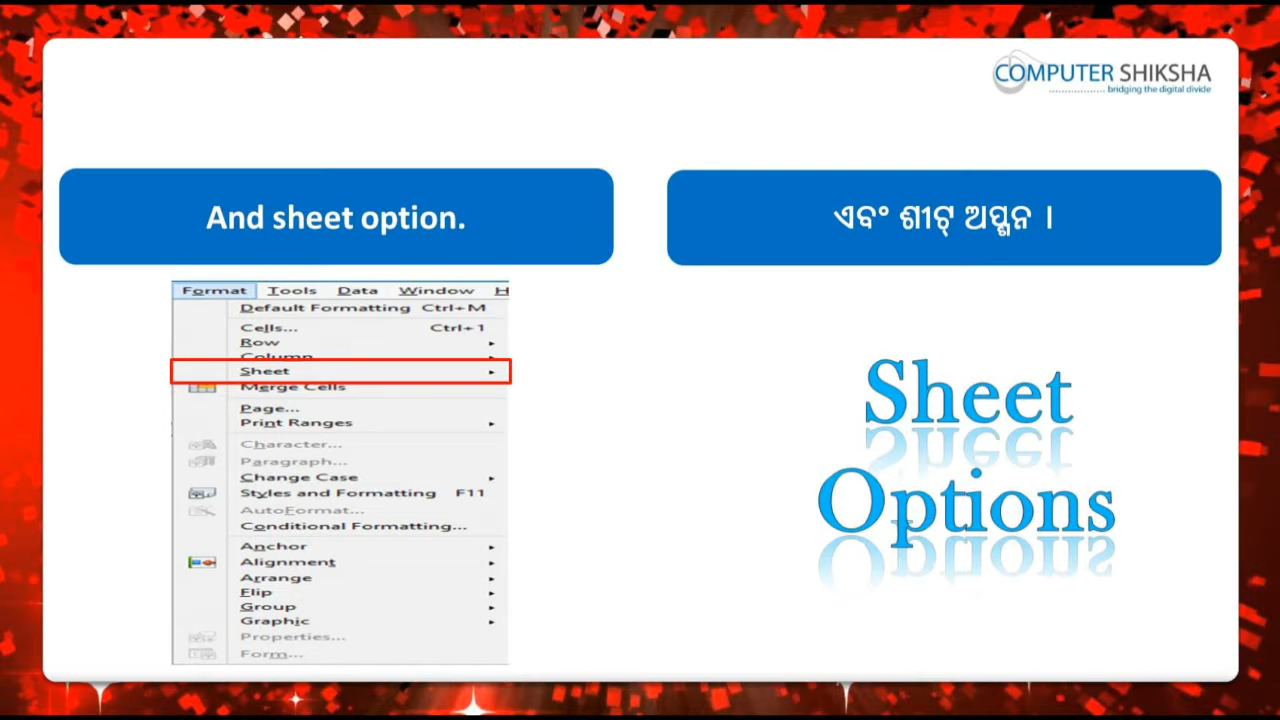 COMPUTER SHIKSHA
bridging the digital divide
And sheet option.
ଏବଂ ଶୀଟ୍ ଅପ୍ସନ ।
Format Tools Data Window H
Default Formatting Ctrl+M
Cells... Ctrl+1
Row
Column
Sheet
Merge Cells
Page...
Print Ranges
Character...
Paragraph...
Change Case
Styles and Formatting F11
AutoFormat...
Conditional Formatting...
Anchor
Alignment
Arrange
Flip
Group
Graphic
Properties...
Form...
Sheet
Options